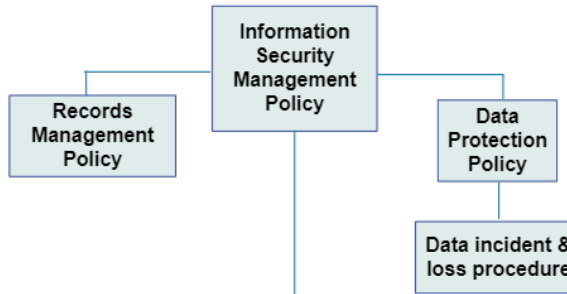 Information
Security
Management
Policy
Records
Management
Policy
Data
Protection
Policy
Data incident &
loss procedure